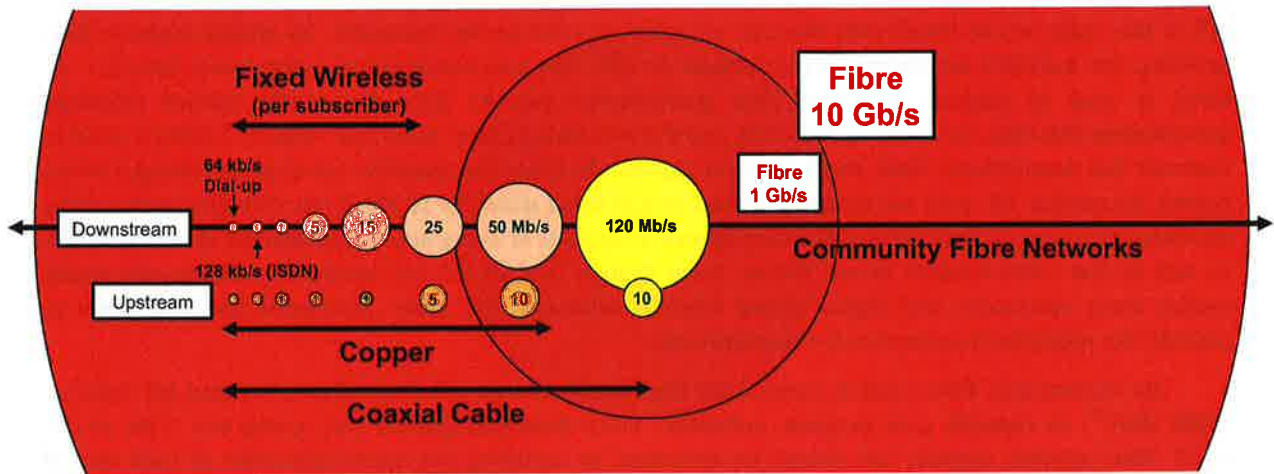 Fixed Wireless
(per subscriber)
Fibre
10 Gb/s
64 kb/s
Dial-up
Fibre
1 Gb/s
Downstream
5
15
25
50 Mb/s
120 Mb/s
Community Fibre Networks
128 kb/s (ISDN)
Upstream
5
10
10
Copper
Coaxial Cable